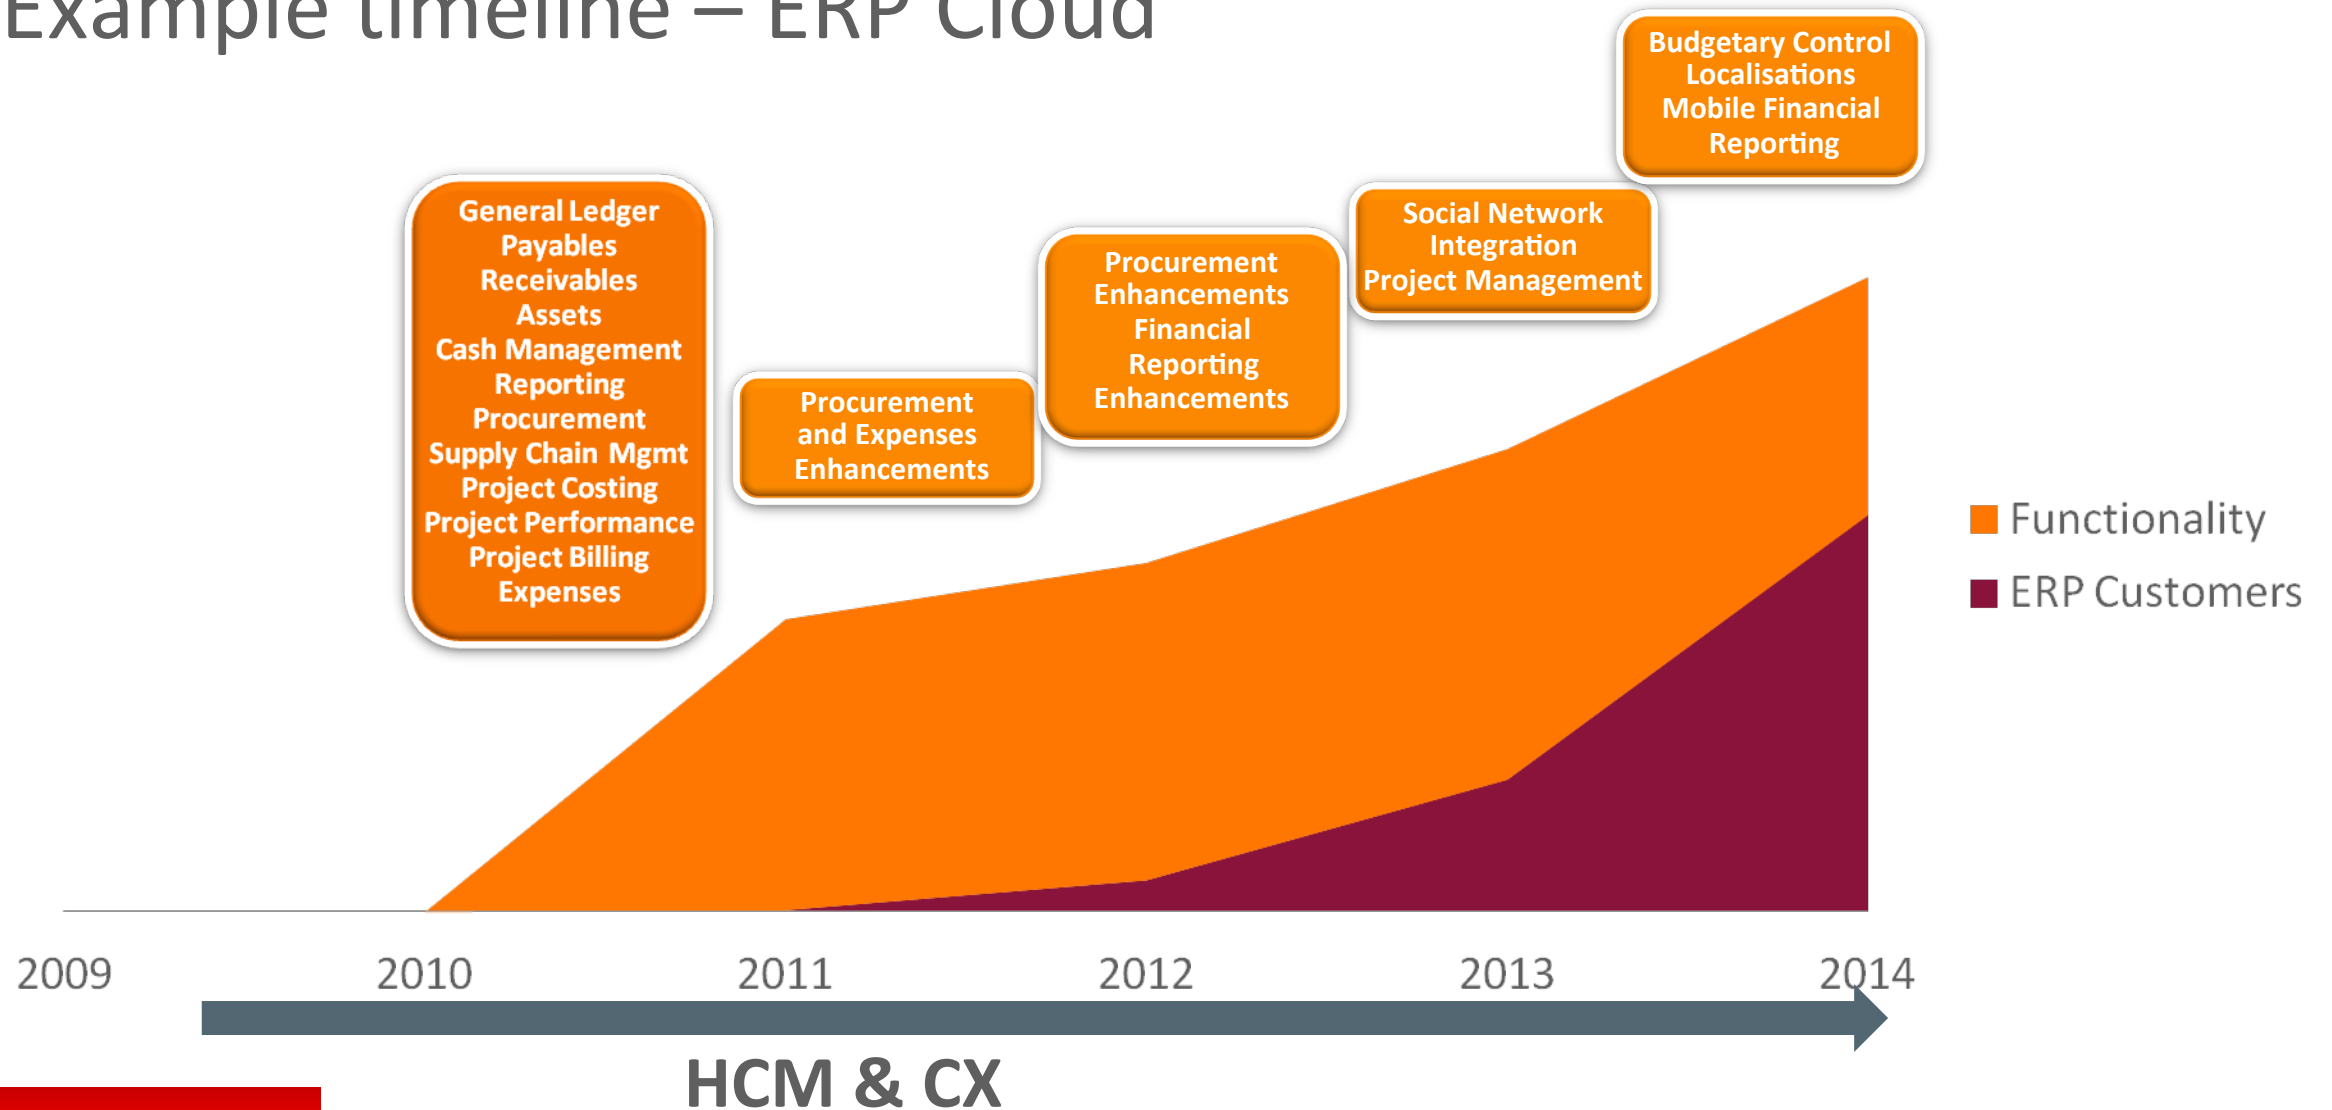 Example timeline – ERP Cloud
Budgetary Control
Localisations
Mobile Financial
Reporting
General Ledger
Payables
Receivables
Assets
Cash Management
Reporting
Procurement
Supply Chain Mgmt
Project Costing
Project Performance
Project Billing
Expenses
Procurement
and Expenses
Enhancements
Procurement
Enhancements
Financial
Reporting
Enhancements
Social Network
Integration
Project Management
Functionality
ERP Customers
2009 2010 2011 2012 2013 2014
HCM & CX